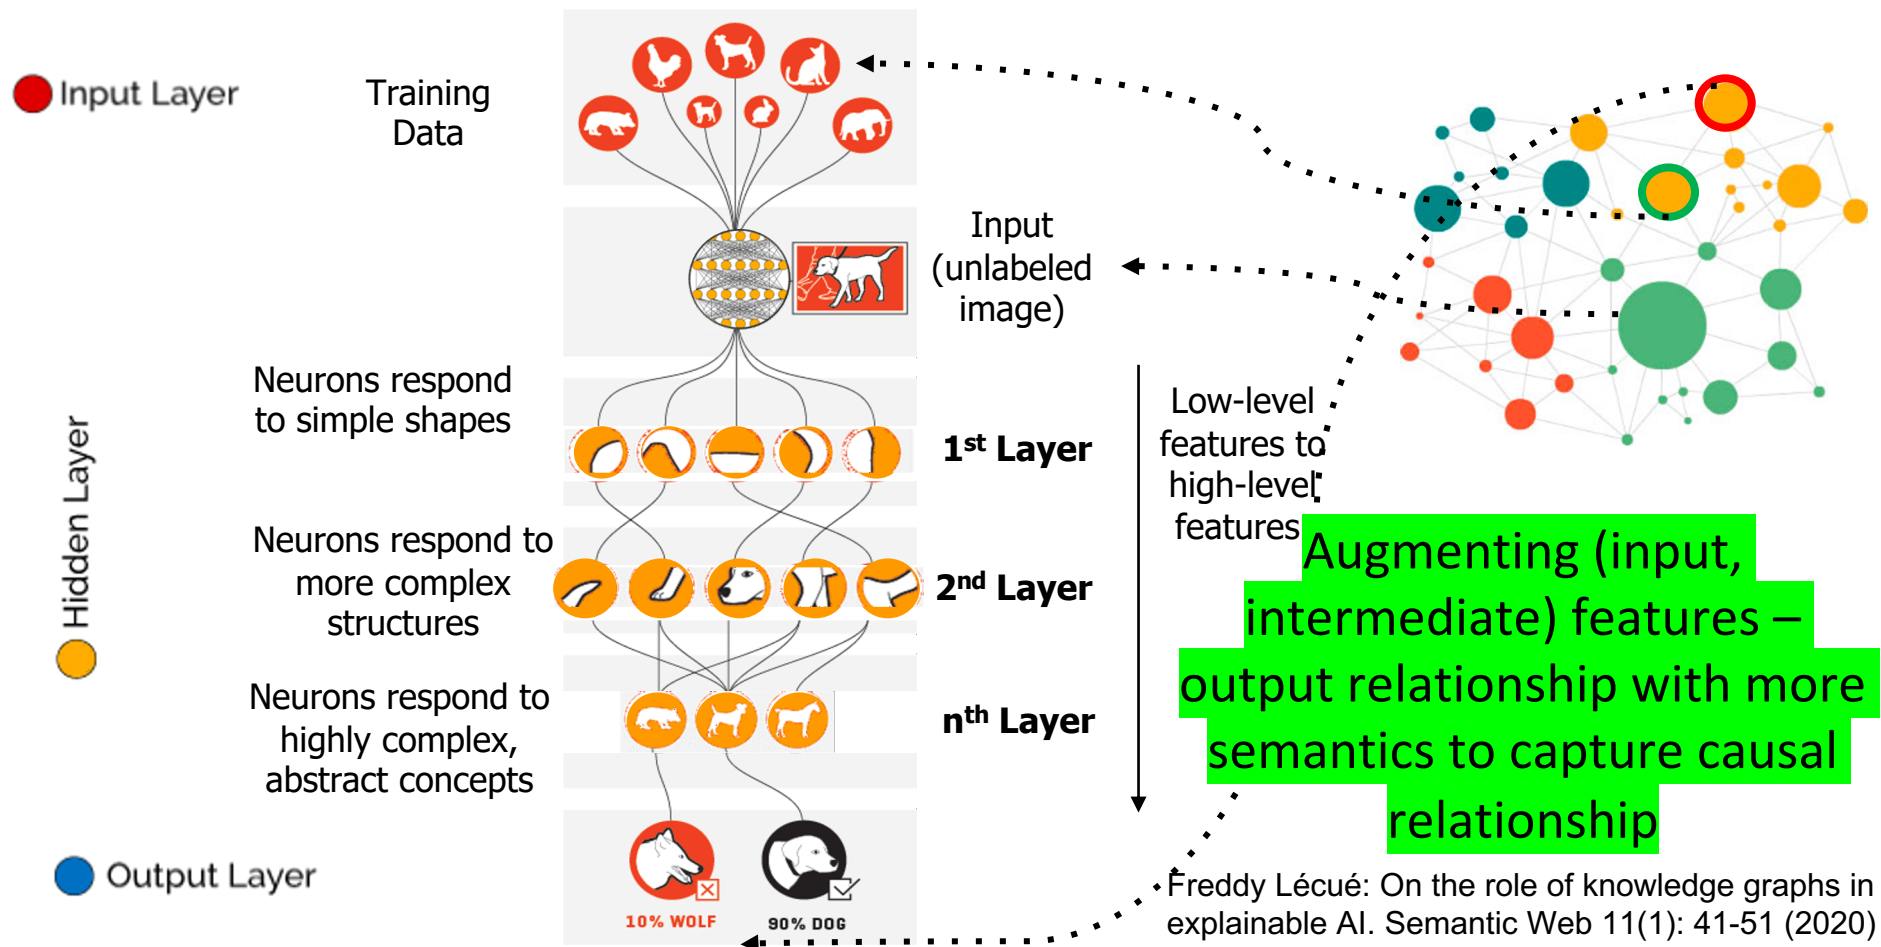 Input Layer
Training
Data
Input
(unlabeled
image)
Neurons respond
to simple shapes
1st Layer
Low-level
features to
high-level
features
Hidden Layer
Neurons respond to
more complex
structures
2nd Layer
Augmenting (input,
intermediate) features –
output relationship with more
semantics to capture causal
relationship
Neurons respond to
highly complex,
abstract concepts
nth Layer
Output Layer
10% WOLF
90% DOG
Freddy Lécué: On the role of knowledge graphs in
explainable AI. Semantic Web 11(1): 41-51 (2020)